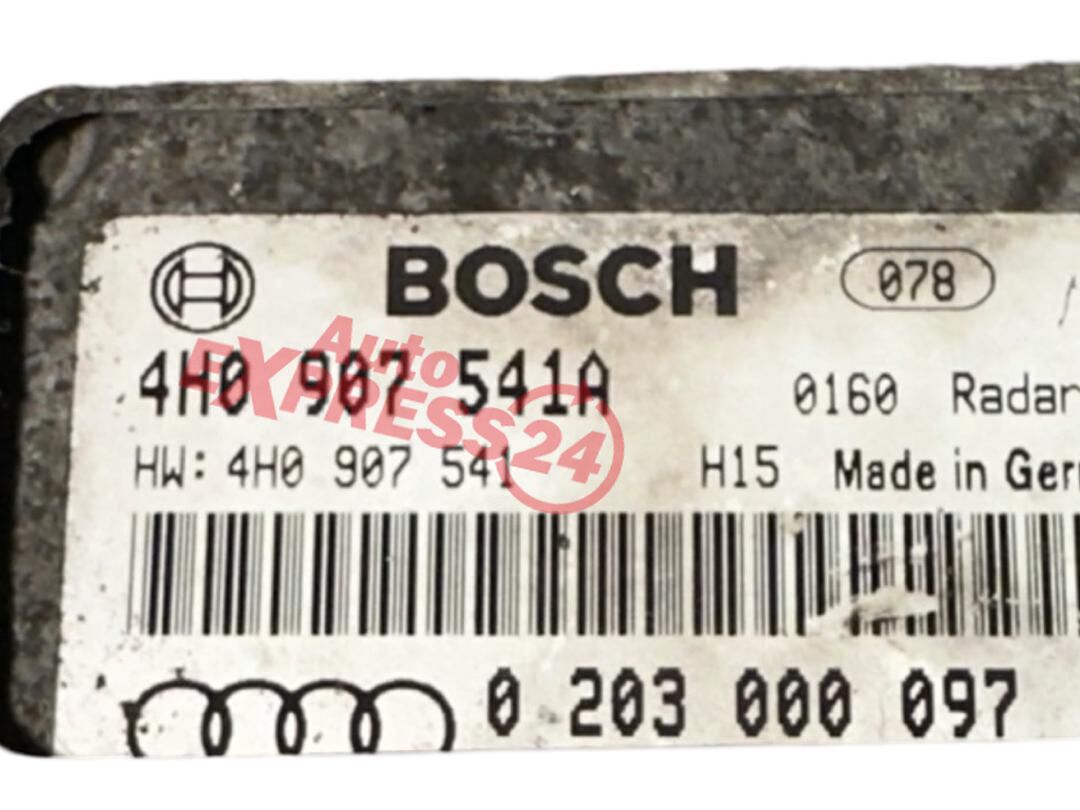 BOSCH 078
4H0 907 541A 0160 Radar
HW: 4H0 907 541 H15 Made in Ger
0 203 000 097
Auto
EXPRESS24